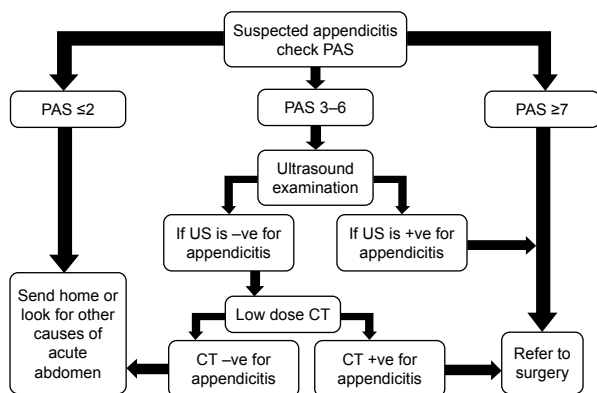 Suspected appendicitis
check PAS
PAS ≤2
PAS 3–6
PAS ≥7
Ultrasound
examination
If US is –ve for
appendicitis
If US is +ve for
appendicitis
Send home or
look for other
causes of
acute
abdomen
Low dose CT
CT –ve for
appendicitis
CT +ve for
appendicitis
Refer to
surgery